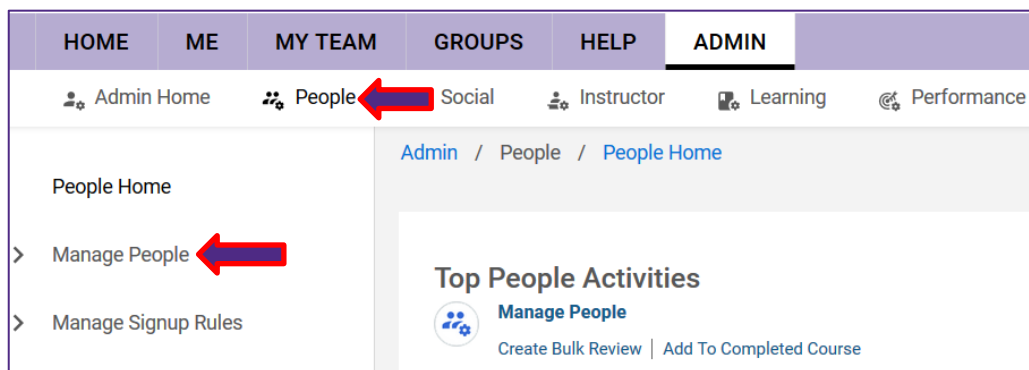 HOME ME MY TEAM GROUPS HELP ADMIN
Admin Home People Social Instructor Learning Performance
Admin / People / People Home
People Home
Manage People
Manage Signup Rules
Top People Activities
Manage People
Create Bulk Review | Add To Completed Course